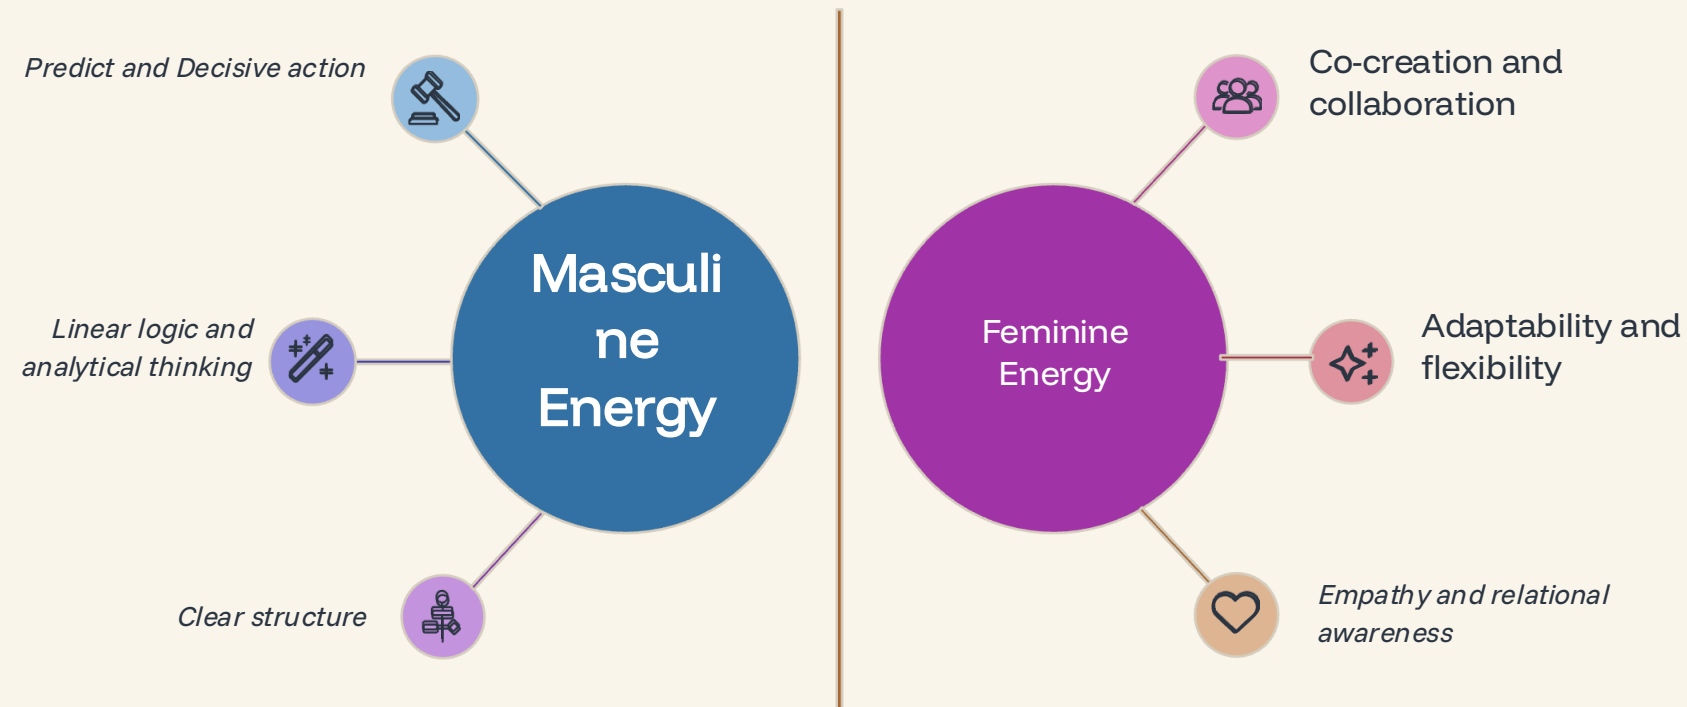 Predict and Decisive action
Linear logic and
analytical thinking
Clear structure
Masculi
ne
Energy
Feminine
Energy
Co-creation and
collaboration
Adaptability and
flexibility
Empathy and relational
awareness